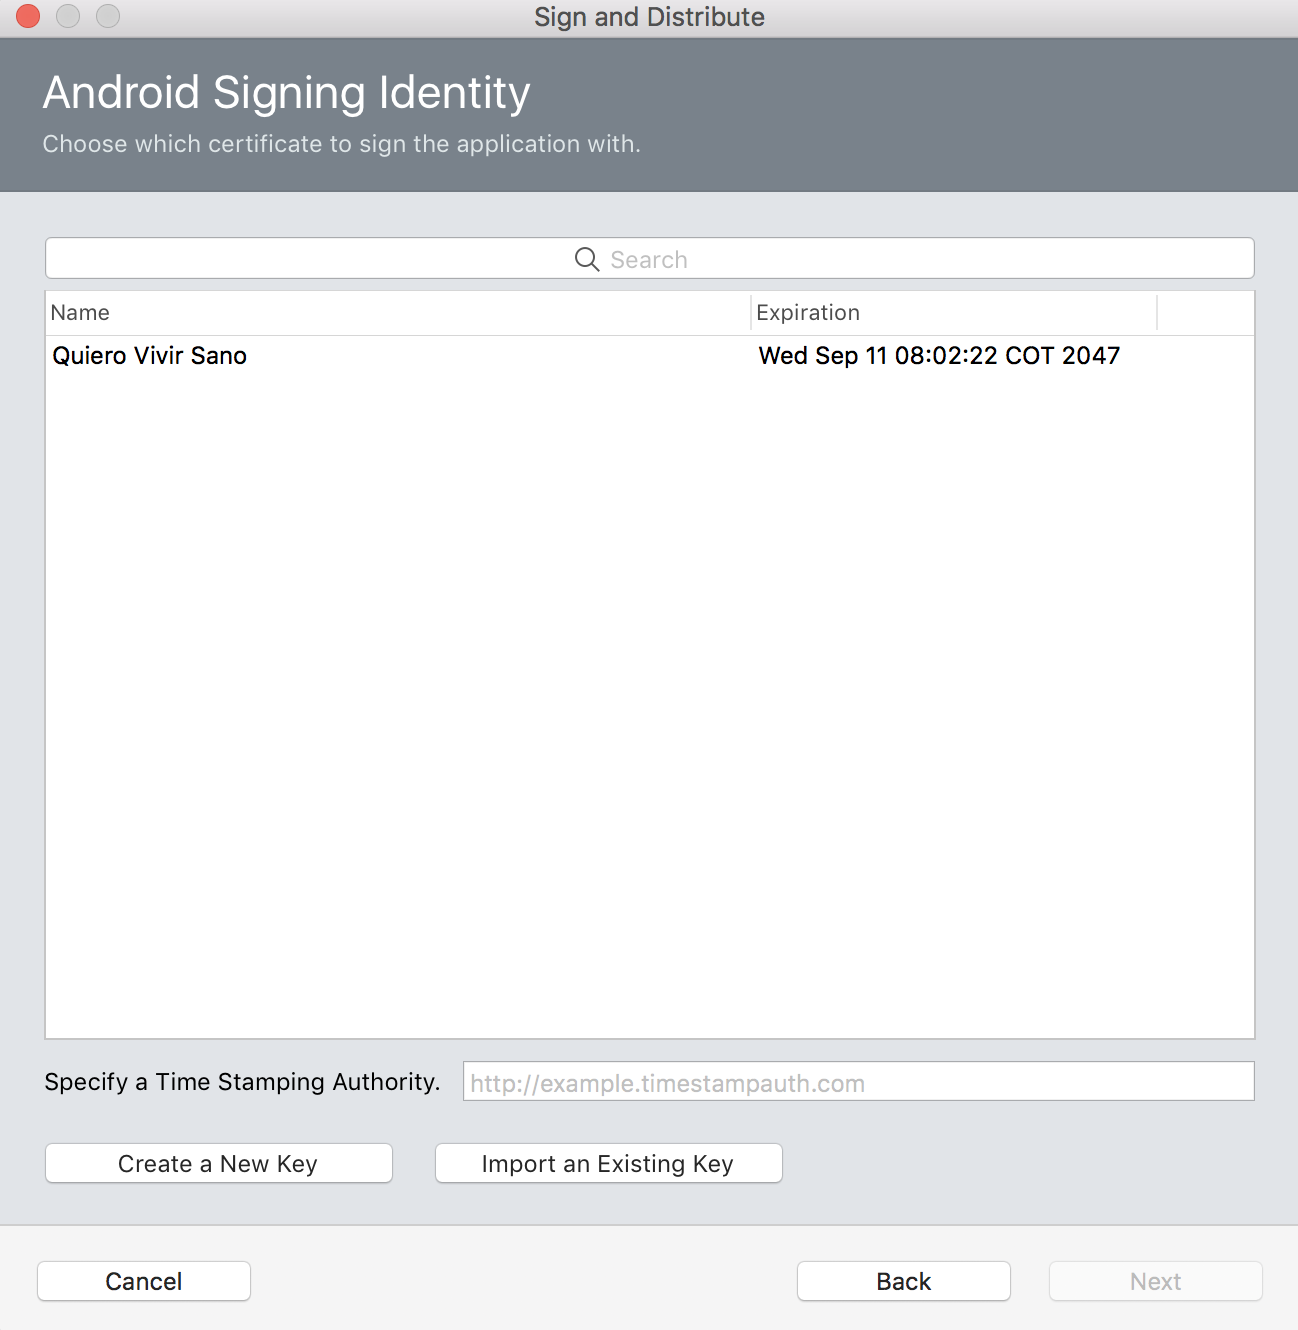 Sign and Distribute
Android Signing Identity
Choose which certificate to sign the application with.
Search
Name Expiration
Quiero Vivir Sano Wed Sep 11 08:02:22 COT 2047
Specify a Time Stamping Authority. http://example.timestampauth.com
Create a New Key Import an Existing Key
Cancel Back Next